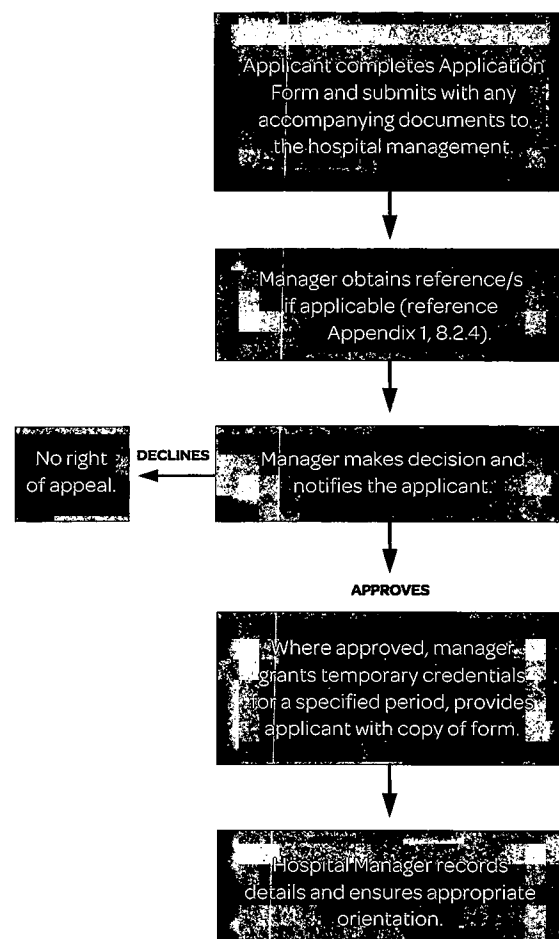 Applicant completes Application
Form and submits with any
accompanying documents to
the hospital management.
Manager obtains reference/s
if applicable (reference
Appendix 1, 8.2.4).
Manager makes decision and
notifies the applicant.
DECLINES
No right
of appeal.
APPROVES
Where approved, manager
grants temporary credentials
for a specified period, provides
applicant with copy of form.
Hospital Manager records
details and ensures appropriate
orientation.